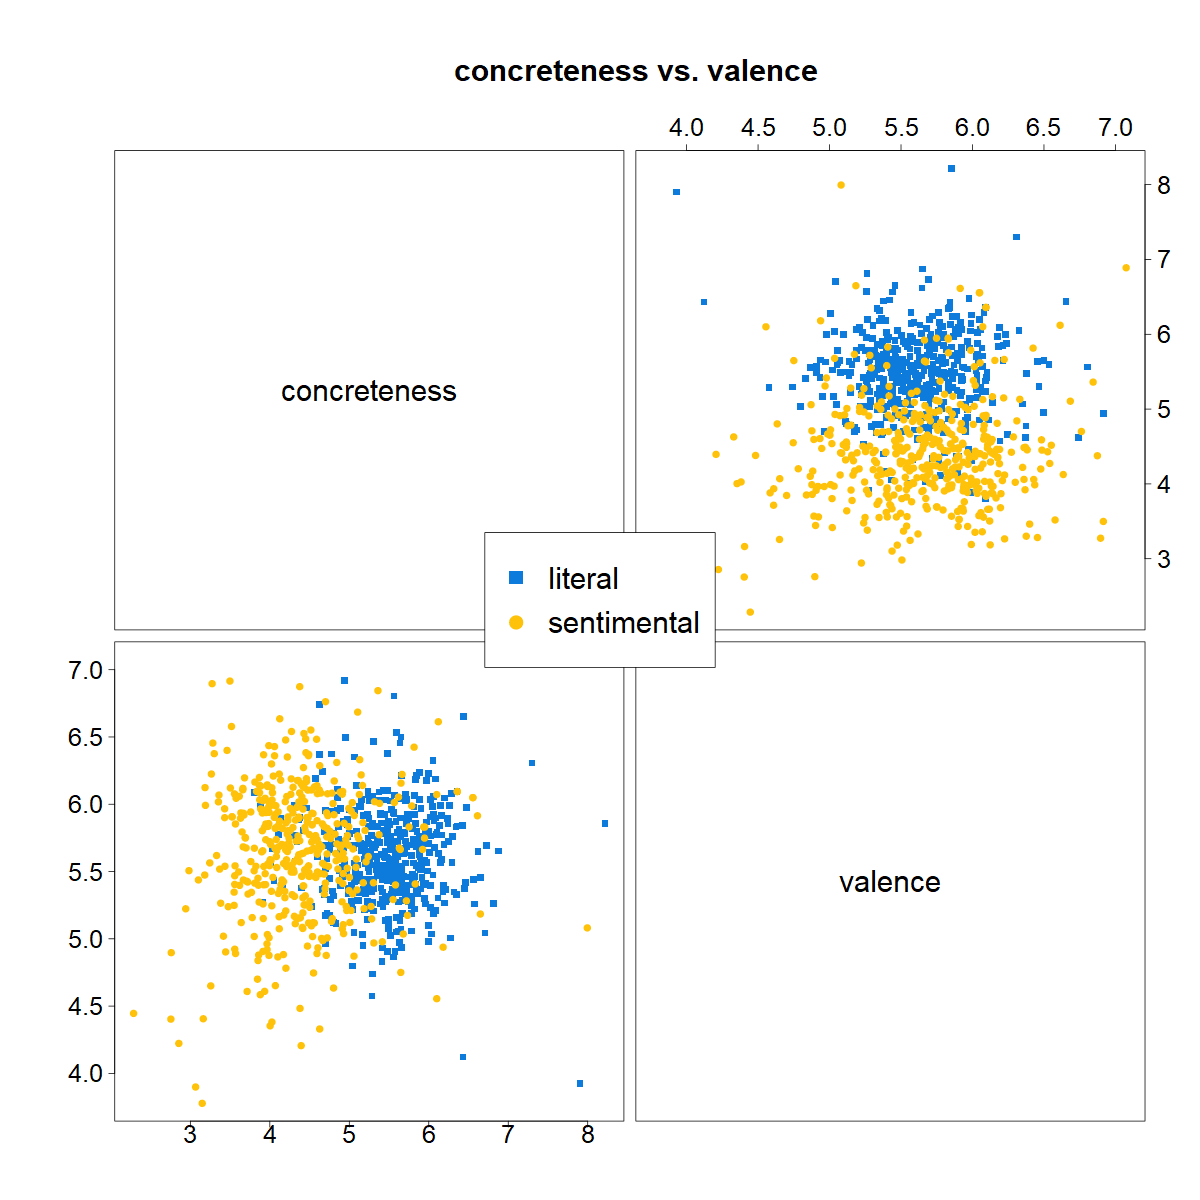 concreteness vs. valence
4.0 4.5 5.0 5.5 6.0 6.5 7.0
8
7
6
5
4
3
concreteness
literal
sentimental
7.0
6.5
6.0
5.5
5.0
4.5
4.0
valence
3 4 5 6 7 8